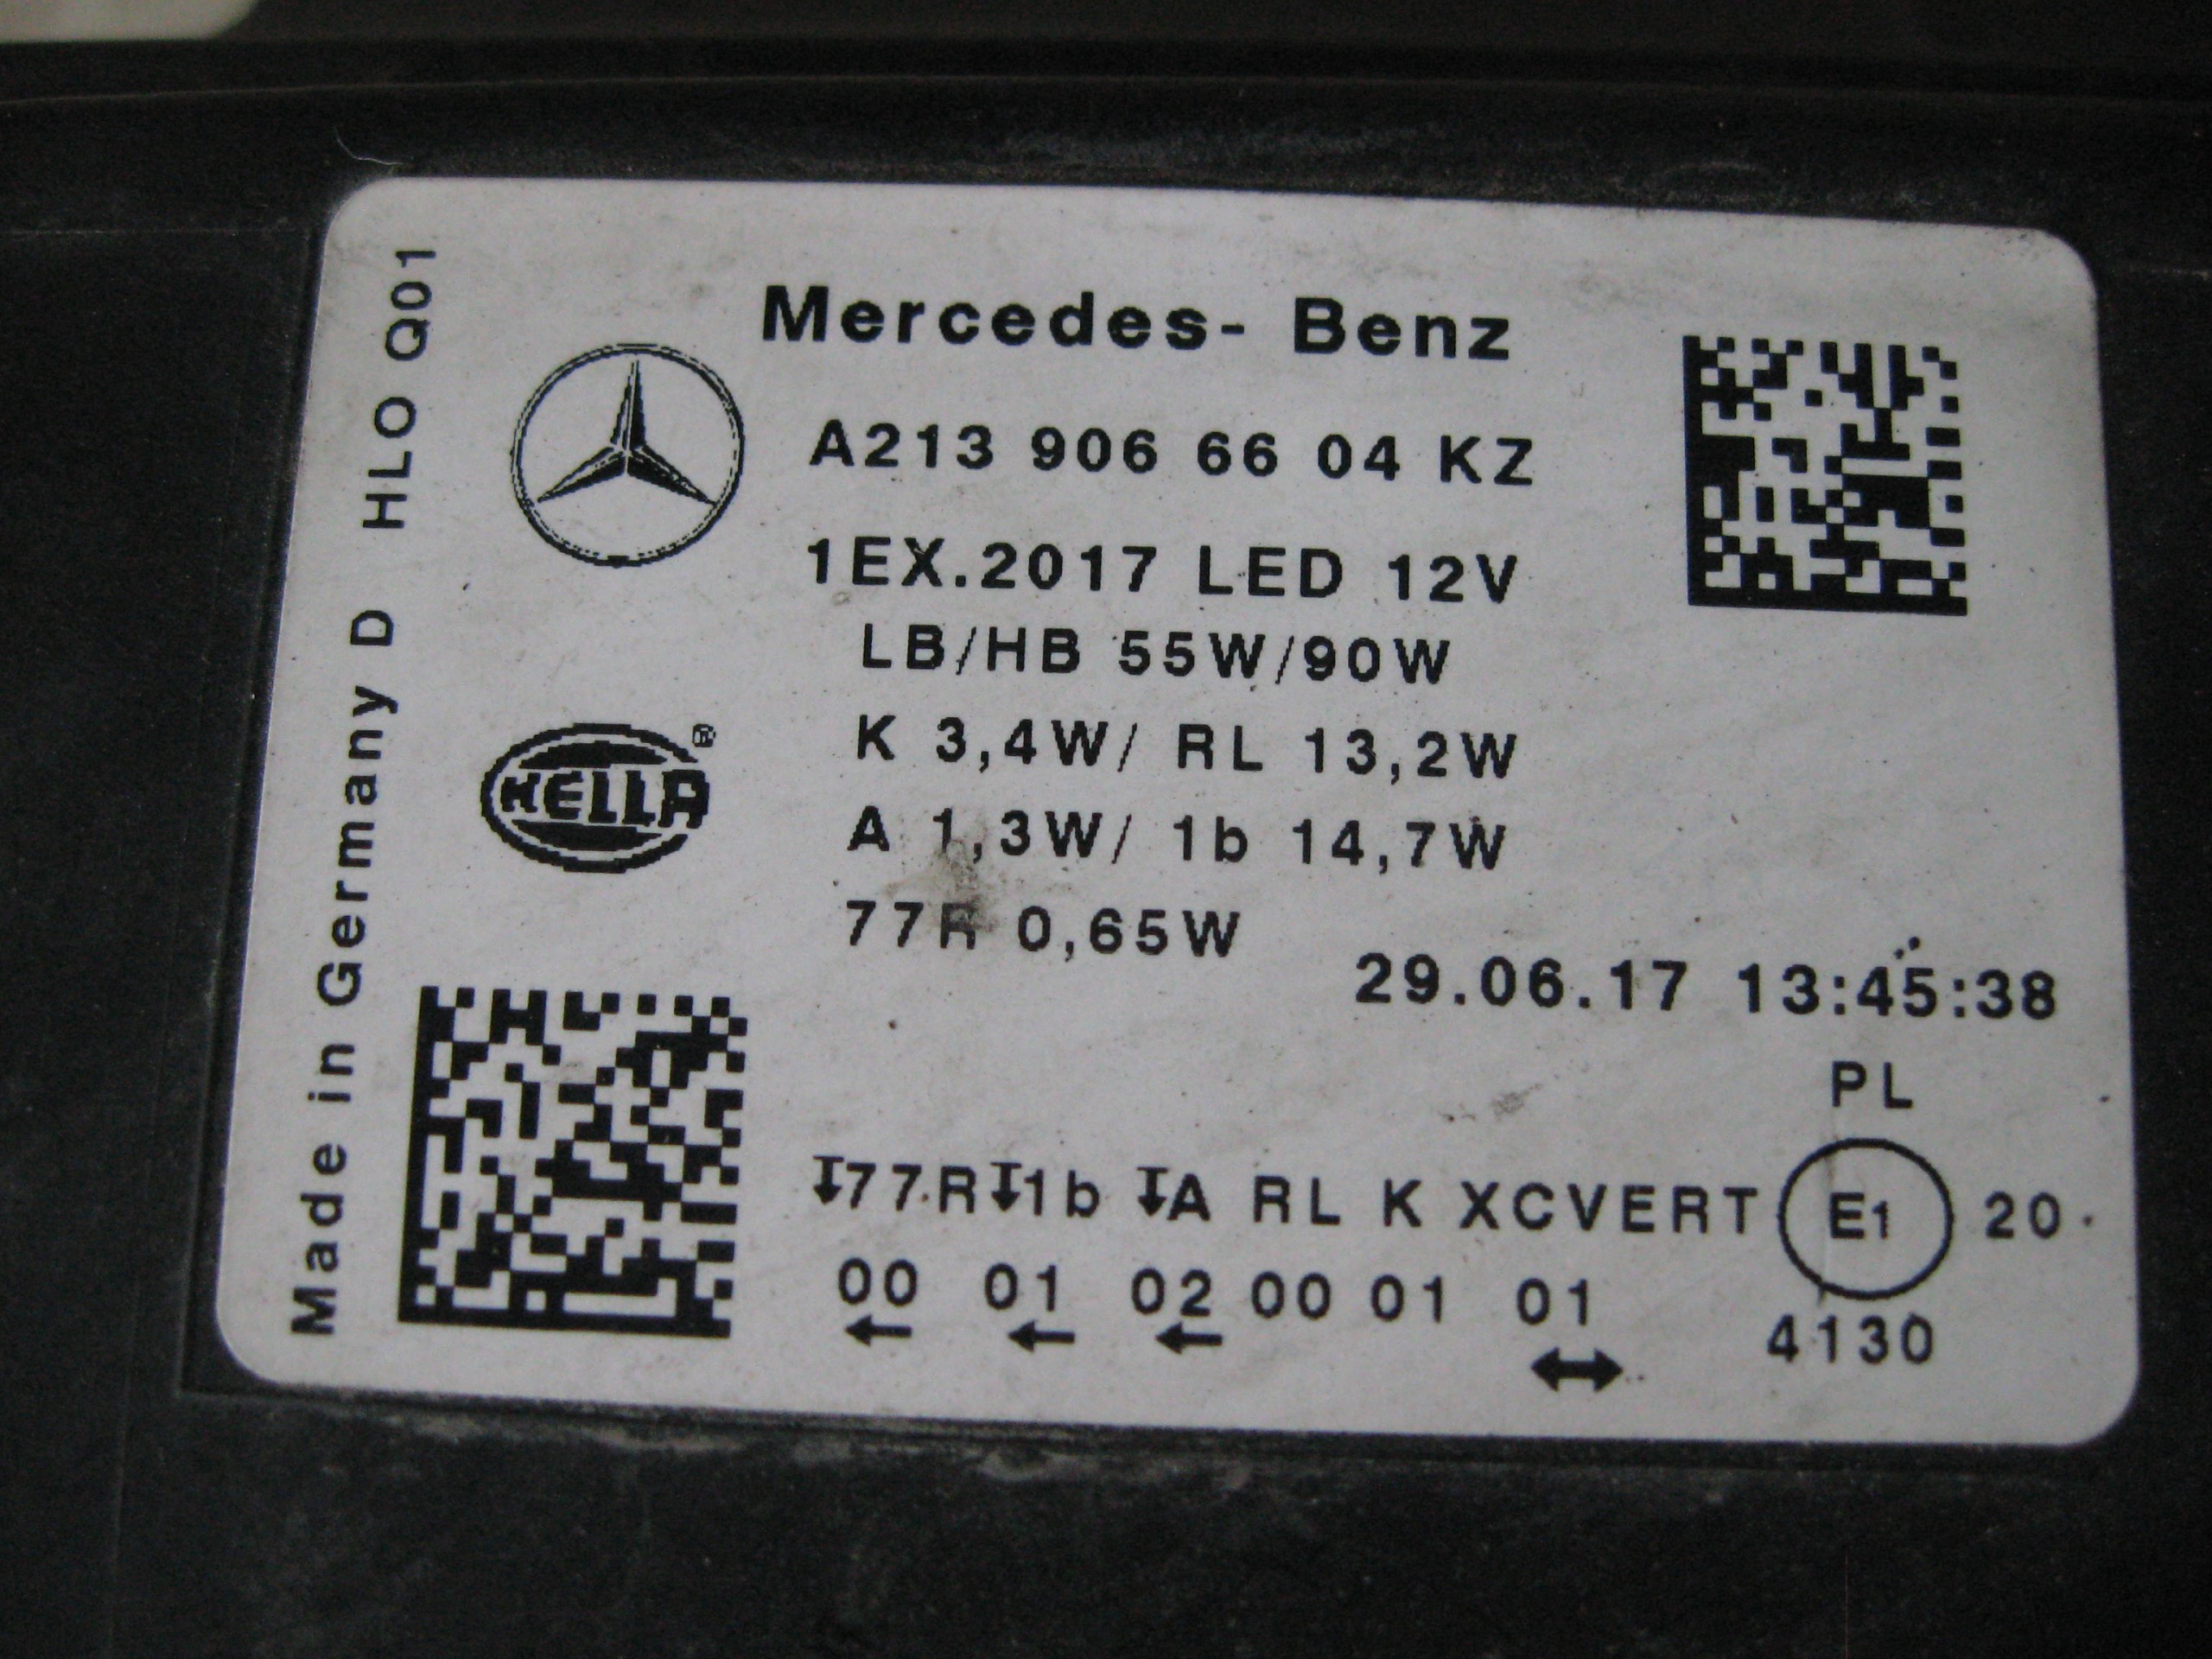 Made in Germany D HLO Q01
Mercedes- Benz
A213 906 66 04 KZ
1EX.2017 LED 12V
LB/HB 55W/90W
HELLA®
K 3,4W/ RL 13,2W
A 1,3W/ 1b 14,7W
77R 0,65W
29.06.17 13:45:38
PL
↧77R↧1b ↧A RL K XCVERT E1 20
00 01 02 00 01 01
← ← ← ↔
4130